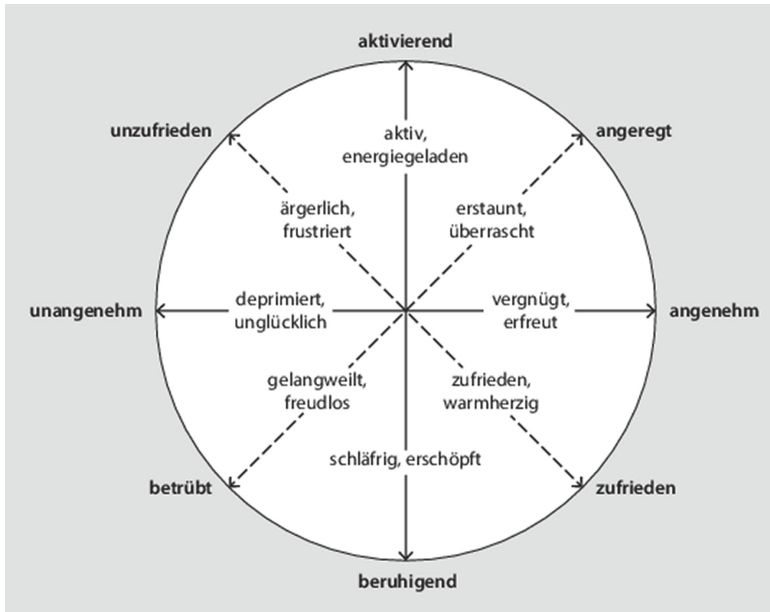 aktivierend
unzufrieden
angeregt
aktiv,
energiegeladen
ärgerlich,
frustriert
erstaunt,
überrascht
unangenehm
deprimiert,
unglücklich
vergnügt,
erfreut
angenehm
gelangweilt,
freudlos
zufrieden,
warmherzig
schläfrig, erschöpft
betrübt
zufrieden
beruhigend